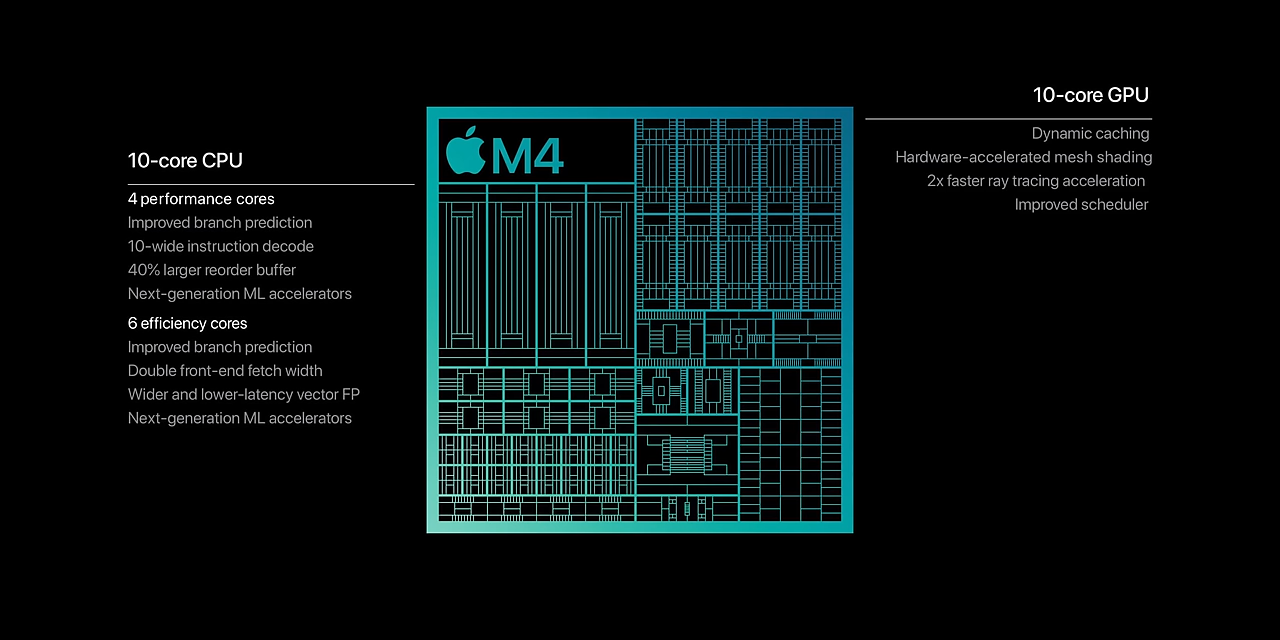 10-core CPU
4 performance cores
Improved branch prediction
10-wide instruction decode
40% larger reorder buffer
Next-generation ML accelerators
6 efficiency cores
Improved branch prediction
Double front-end fetch width
Wider and lower-latency vector FP
Next-generation ML accelerators
M4
10-core GPU
Dynamic caching
Hardware-accelerated mesh shading
2x faster ray tracing acceleration
Improved scheduler